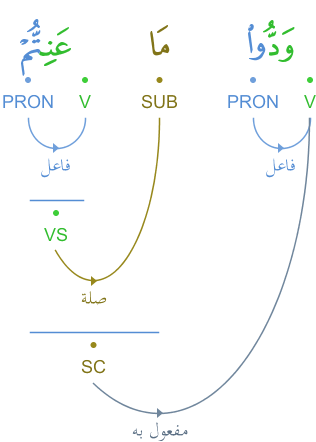 وَدُّوا۟ مَا عَنِتُّمْ
V PRON SUB V PRON
فاعل فاعل
VS
صلة
SC
مفعول به